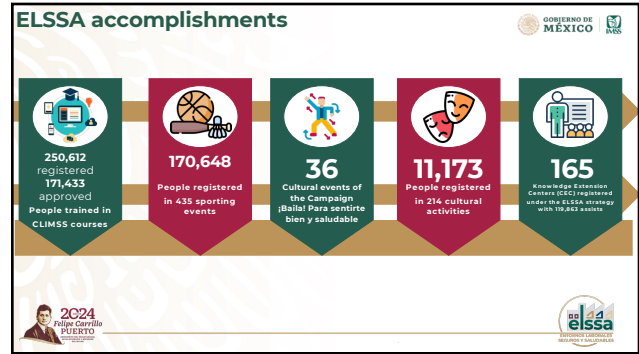 ELSSA accomplishments
GOBIERNO DE
MÉXICO
IMSS
250,612
registered
171,433
approved
People trained in
CLIMSS courses
170,648
People registered
in 435 sporting
events
36
Cultural events of
the Campaign
¡Baila! Para sentirte
bien y saludable
11,173
People registered
in 214 cultural
activities
165
Knowledge Extension
Centers (CEC) registered
under the ELSSA strategy
with 119,863 assists
2024
Felipe Carrillo
PUERTO
elssa
ENTORNOS LABORALES
SEGUROS Y SALUDABLES